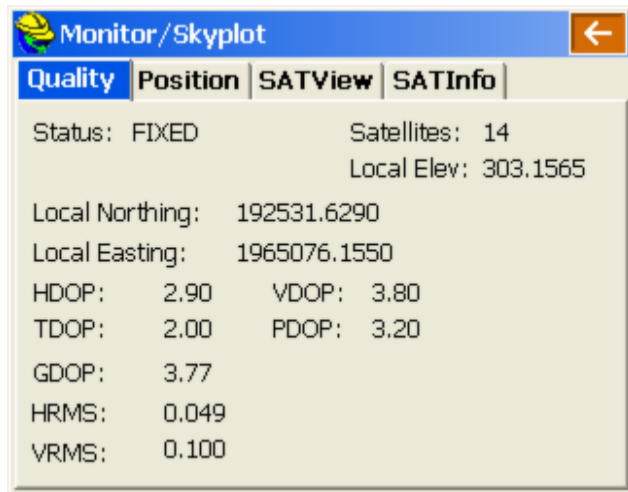 Monitor/Skyplot
Quality Position SATView SATInfo
Status: FIXED Satellites: 14
Local Elev: 303.1565
Local Northing: 192531.6290
Local Easting: 1965076.1550
HDOP: 2.90 VDOP: 3.80
TDOP: 2.00 PDOP: 3.20
GDOP: 3.77
HRMS: 0.049
VRMS: 0.100